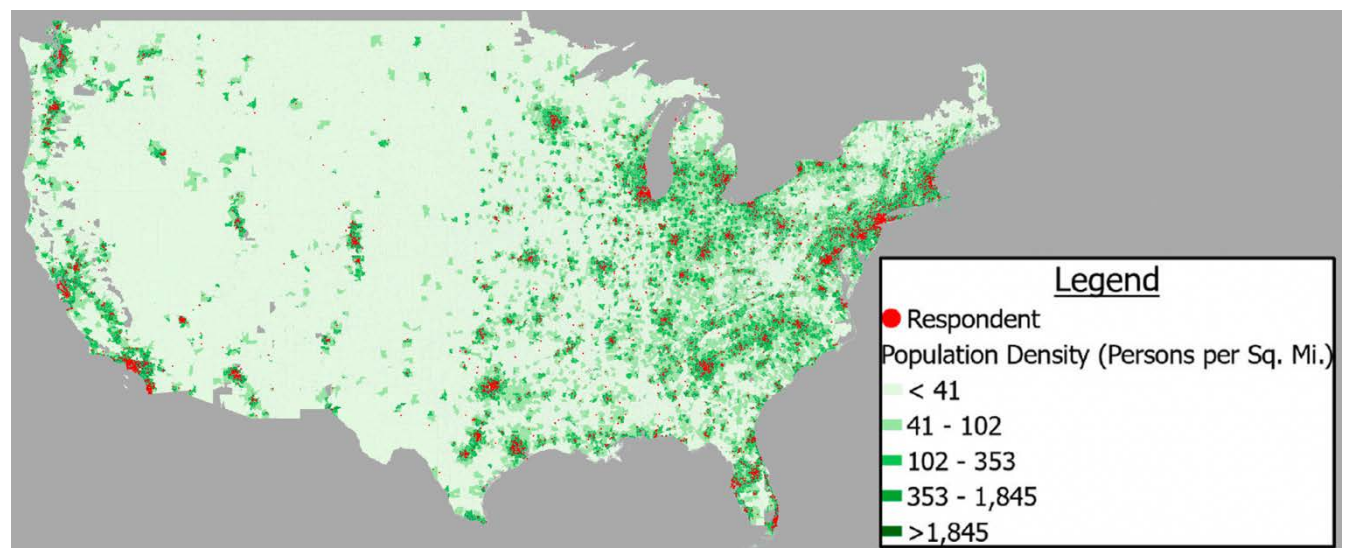 Legend
Respondent
Population Density (Persons per Sq. Mi.)
< 41
41 - 102
102 - 353
353 - 1,845
>1,845